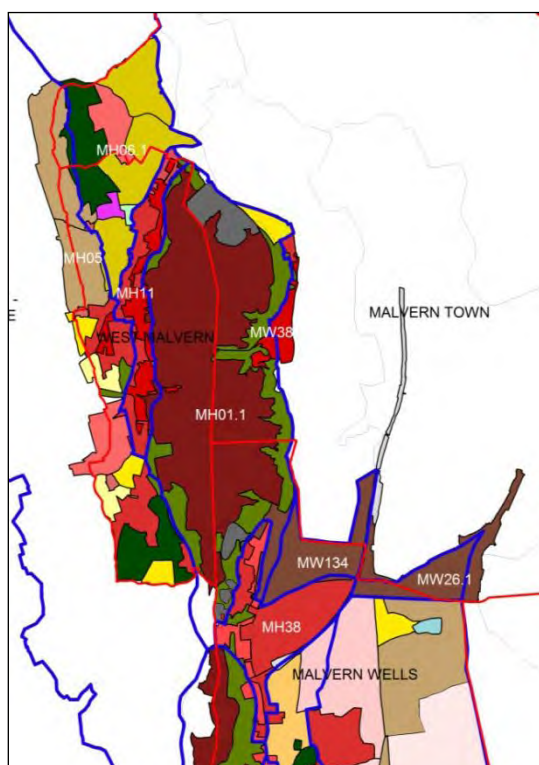 MH06.1
MH05
MH11
WEST MALVERN
MW38
MALVERN TOWN
MH01.1
MW134
MW26.1
MH38
MALVERN WELLS